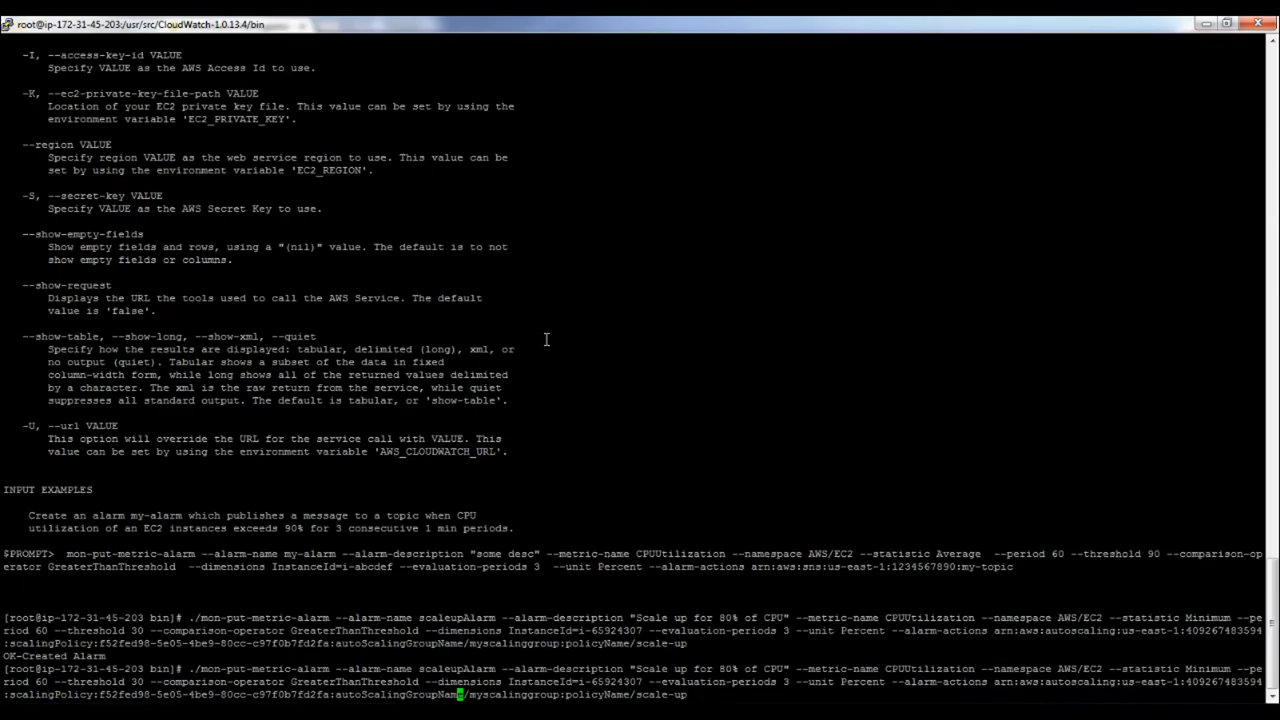 root@ip-172-31-45-203:/usr/src/CloudWatch-1.0.13.4/bin
-I, --access-key-id VALUE
Specify VALUE as the AWS Access Id to use.
-K, --ec2-private-key-file-path VALUE
Location of your EC2 private key file. This value can be set by using the
environment variable 'EC2_PRIVATE_KEY'.
--region VALUE
Specify region VALUE as the web service region to use. This value can be
set by using the environment variable 'EC2_REGION'.
-S, --secret-key VALUE
Specify VALUE as the AWS Secret Key to use.
--show-empty-fields
Show empty fields and rows, using a "(nil)" value. The default is to not
show empty fields or columns.
--show-request
Displays the URL the tools used to call the AWS Service. The default
value is 'false'.
--show-table, --show-long, --show-xml, --quiet
Specify how the results are displayed: tabular, delimited (long), xml, or
no output (quiet). Tabular shows a subset of the data in fixed
column-width form, while long shows all of the returned values delimited
by a character. The xml is the raw return from the service, while quiet
suppresses all standard output. The default is tabular, or 'show-table'.
-U, --url VALUE
This option will override the URL for the service call with VALUE. This
value can be set by using the environment variable 'AWS_CLOUDWATCH_URL'.
INPUT EXAMPLES
Create an alarm my-alarm which publishes a message to a topic when CPU
utilization of an EC2 instances exceeds 90% for 3 consecutive 1 min periods.
$PROMPT>  mon-put-metric-alarm --alarm-name my-alarm --alarm-description "some desc" --metric-name CPUUtilization --namespace AWS/EC2 --statistic Average  --period 60 --threshold 90 --comparison-op
erator GreaterThanThreshold  --dimensions InstanceId=i-abcdef --evaluation-periods 3  --unit Percent --alarm-actions arn:aws:sns:us-east-1:1234567890:my-topic
[root@ip-172-31-45-203 bin]# ./mon-put-metric-alarm --alarm-name scaleupAlarm --alarm-description "Scale up for 80% of CPU" --metric-name CPUUtilization --namespace AWS/EC2 --statistic Minimum --pe
riod 60 --threshold 30 --comparison-operator GreaterThanThreshold --dimensions InstanceId=i-65924307 --evaluation-periods 3 --unit Percent --alarm-actions arn:aws:autoscaling:us-east-1:409267483594
:scalingPolicy:f52fed98-5e05-4be9-80cc-c97f0b7fd2fa:autoScalingGroupName/myscalinggroup:policyName/scale-up
OK-Created Alarm
[root@ip-172-31-45-203 bin]# ./mon-put-metric-alarm --alarm-name scaleupAlarm --alarm-description "Scale up for 80% of CPU" --metric-name CPUUtilization --namespace AWS/EC2 --statistic Minimum --pe
riod 60 --threshold 30 --comparison-operator GreaterThanThreshold --dimensions InstanceId=i-65924307 --evaluation-periods 3 --unit Percent --alarm-actions arn:aws:autoscaling:us-east-1:409267483594
:scalingPolicy:f52fed98-5e05-4be9-80cc-c97f0b7fd2fa:autoScalingGroupName/myscalinggroup:policyName/scale-up